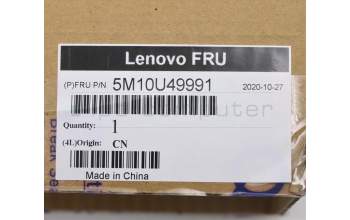 Lenovo FRU
(P)FRU P/N 5M10U49991 2020-10-27
Quantity: 1
(4L)Origin: CN
Made in China